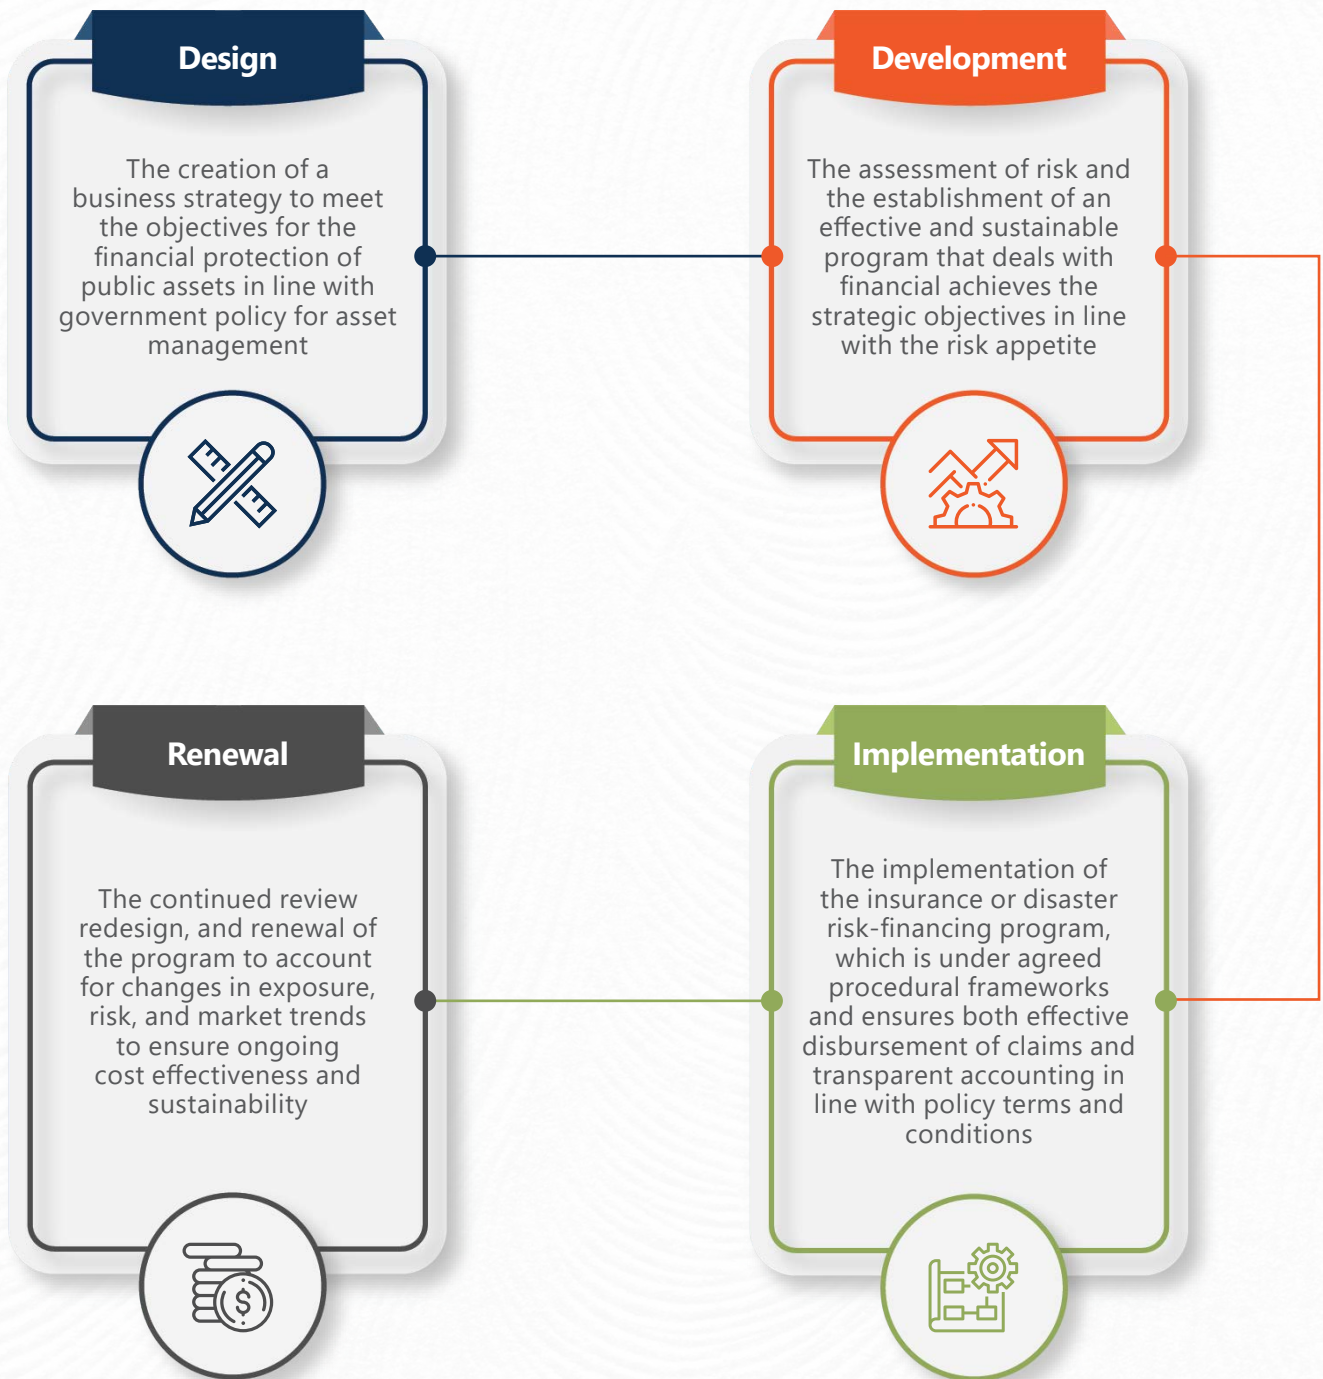 Design
The creation of a
business strategy to meet
the objectives for the
financial protection of
public assets in line with
government policy for asset
management
Development
The assessment of risk and
the establishment of an
effective and sustainable
program that deals with
financial achieves the
strategic objectives in line
with the risk appetite
Implementation
The implementation of
the insurance or disaster
risk-financing program,
which is under agreed
procedural frameworks
and ensures both effective
disbursement of claims and
transparent accounting in
line with policy terms and
conditions
Renewal
The continued review
redesign, and renewal of
the program to account
for changes in exposure,
risk, and market trends
to ensure ongoing
cost effectiveness and
sustainability
$